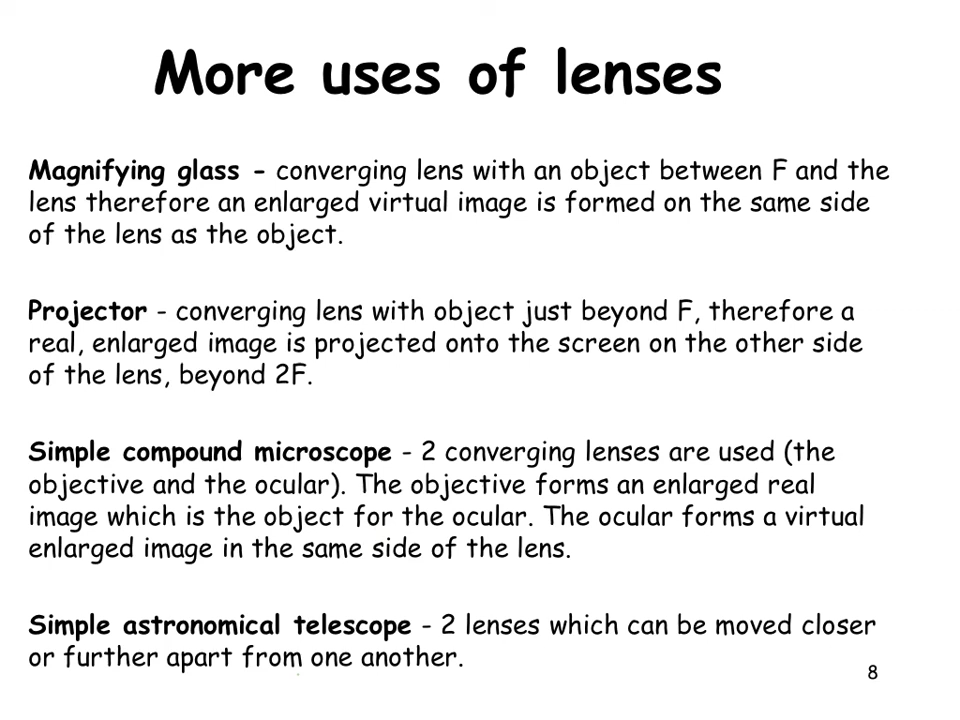 More uses of lenses
Magnifying glass - converging lens with an object between F and the
lens therefore an enlarged virtual image is formed on the same side
of the lens as the object.
Projector - converging lens with object just beyond F, therefore a
real, enlarged image is projected onto the screen on the other side
of the lens, beyond 2F.
Simple compound microscope - 2 converging lenses are used (the
objective and the ocular). The objective forms an enlarged real
image which is the object for the ocular. The ocular forms a virtual
enlarged image in the same side of the lens.
Simple astronomical telescope - 2 lenses which can be moved closer
or further apart from one another.
8